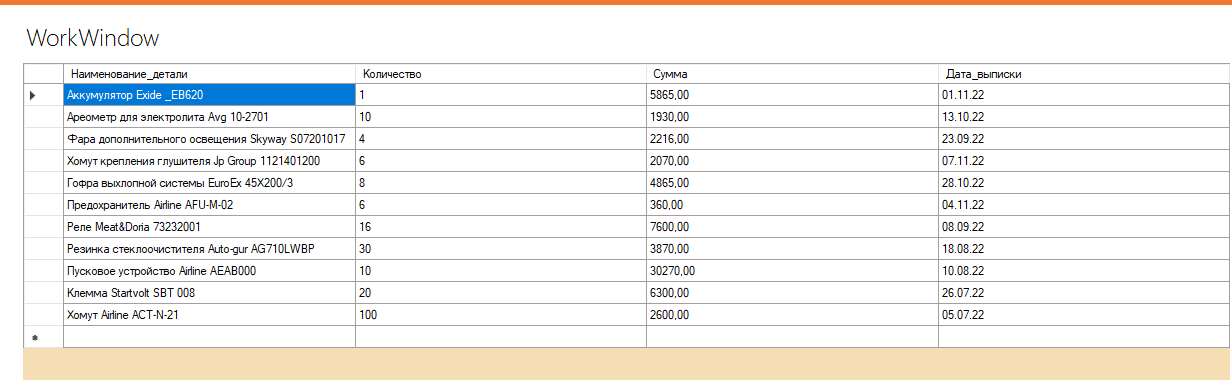 WorkWindow
Наименование_детали Количество Сумма Дата_выписки
Аккумулятор Exide _EB620 1 5865,00 01.11.22
Ареометр для электролита Avg 10-2701 10 1930,00 13.10.22
Фара дополнительного освещения Skyway S07201017 4 2216,00 23.09.22
Хомут крепления глушителя Jp Group 1121401200 6 2070,00 07.11.22
Гофра выхлопной системы EuroEx 45X200/3 8 4865,00 28.10.22
Предохранитель Airline AFU-M-02 6 360,00 04.11.22
Реле Meat&Doria 73232001 16 7600,00 08.09.22
Резинка стеклоочистителя Auto-gur AG710LWBP 30 3870,00 18.08.22
Пусковое устройство Airline AEAB000 10 30270,00 10.08.22
Клемма Startvolt SBT 008 20 6300,00 26.07.22
Хомут Airline ACT-N-21 100 2600,00 05.07.22